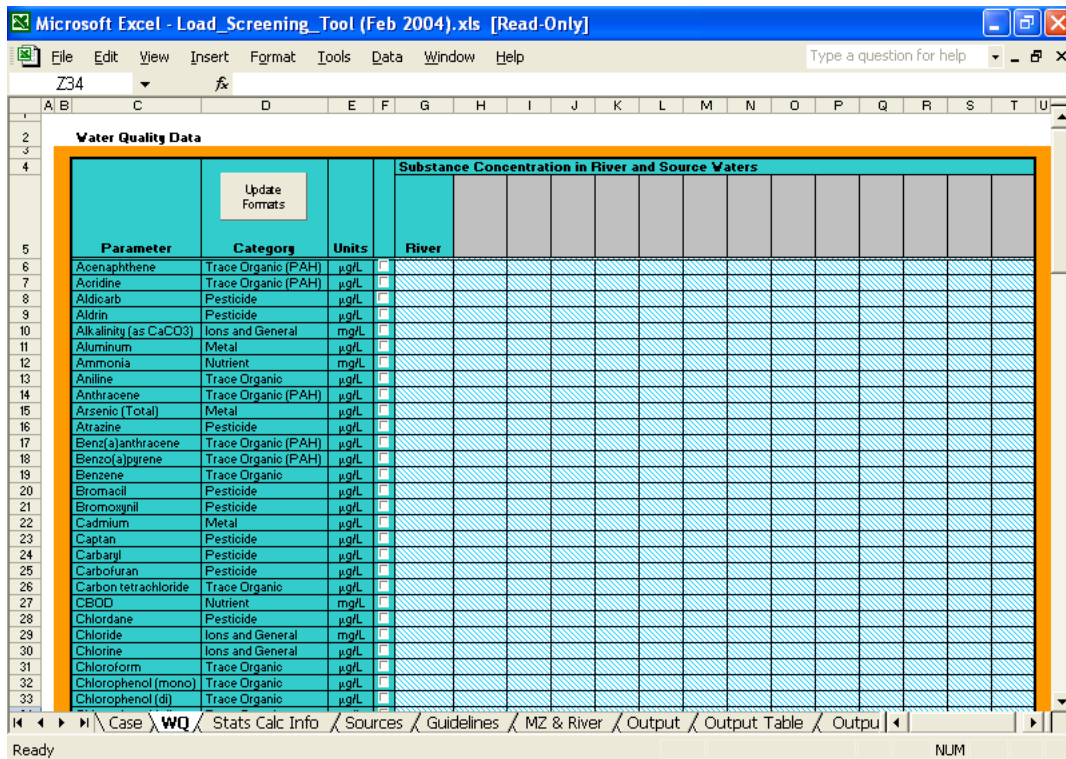 Microsoft Excel - Load_Screening_Tool (Feb 2004).xls [Read-Only]
File Edit View Insert Format Tools Data Window Help Type a question for help
Z34 fx
A B C D E F G H I J K L M N O P Q R S T U
1
2 Water Quality Data
3
4 Substance Concentration in River and Source Waters
Update
Formats
5 Parameter Category Units River
6 Acenaphthene Trace Organic (PAH) µg/L
7 Acridine Trace Organic (PAH) µg/L
8 Aldicarb Pesticide µg/L
9 Aldrin Pesticide µg/L
10 Alkalinity (as CaCO3) Ions and General mg/L
11 Aluminum Metal µg/L
12 Ammonia Nutrient mg/L
13 Aniline Trace Organic µg/L
14 Anthracene Trace Organic (PAH) µg/L
15 Arsenic (Total) Metal µg/L
16 Atrazine Pesticide µg/L
17 Benz(a)anthracene Trace Organic (PAH) µg/L
18 Benzo(a)pyrene Trace Organic (PAH) µg/L
19 Benzene Trace Organic µg/L
20 Bromacil Pesticide µg/L
21 Bromoxynil Pesticide µg/L
22 Cadmium Metal µg/L
23 Captan Pesticide µg/L
24 Carbaryl Pesticide µg/L
25 Carbofuran Pesticide µg/L
26 Carbon tetrachloride Trace Organic µg/L
27 CBOD Nutrient mg/L
28 Chlordane Pesticide µg/L
29 Chloride Ions and General mg/L
30 Chlorine Ions and General µg/L
31 Chloroform Trace Organic µg/L
32 Chlorophenol (mono) Trace Organic µg/L
33 Chlorophenol (di) Trace Organic µg/L
Case WQ Stats Calc Info Sources Guidelines MZ & River Output Output Table Outpu
Ready NUM